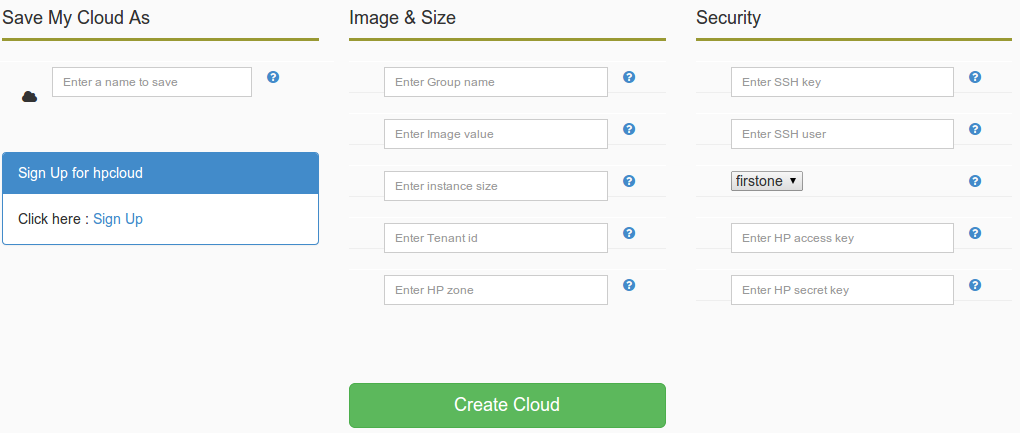 Save My Cloud As
Enter a name to save
Sign Up for hpcloud
Click here : Sign Up
Image & Size
Enter Group name
Enter Image value
Enter instance size
Enter Tenant id
Enter HP zone
Create Cloud
Security
Enter SSH key
Enter SSH user
firstone
Enter HP access key
Enter HP secret key